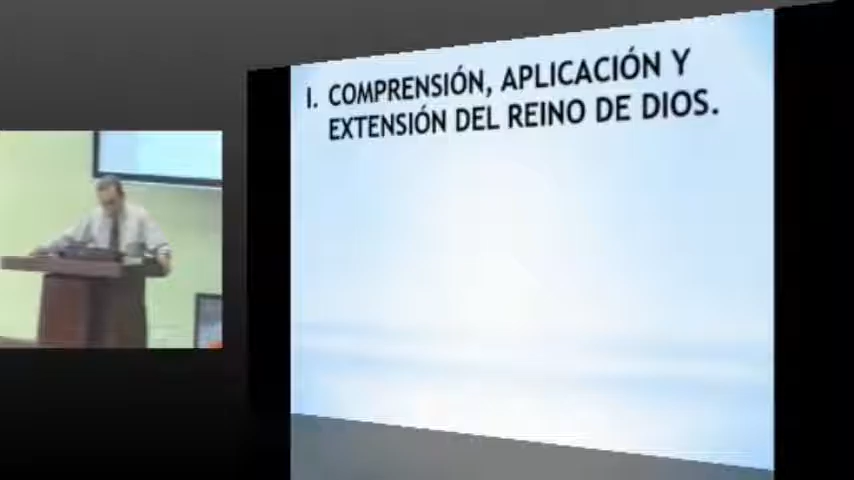 I. COMPRENSIÓN, APLICACIÓN Y
EXTENSIÓN DEL REINO DE DIOS.